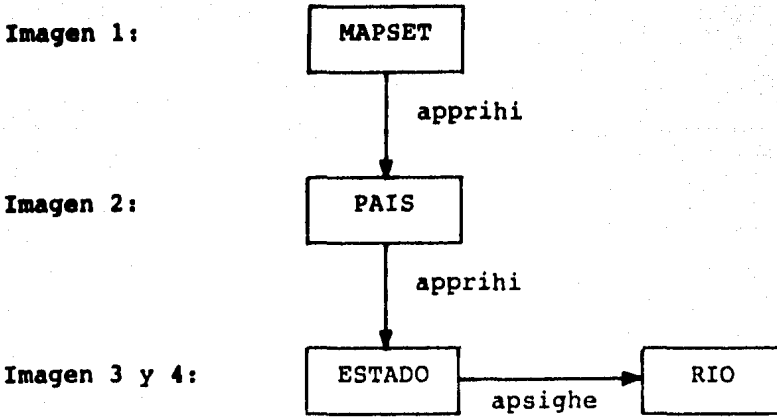 Imagen 1: MAPSET
apprihi
Imagen 2: PAIS
apprihi
Imagen 3 y 4: ESTADO RIO
apsighe